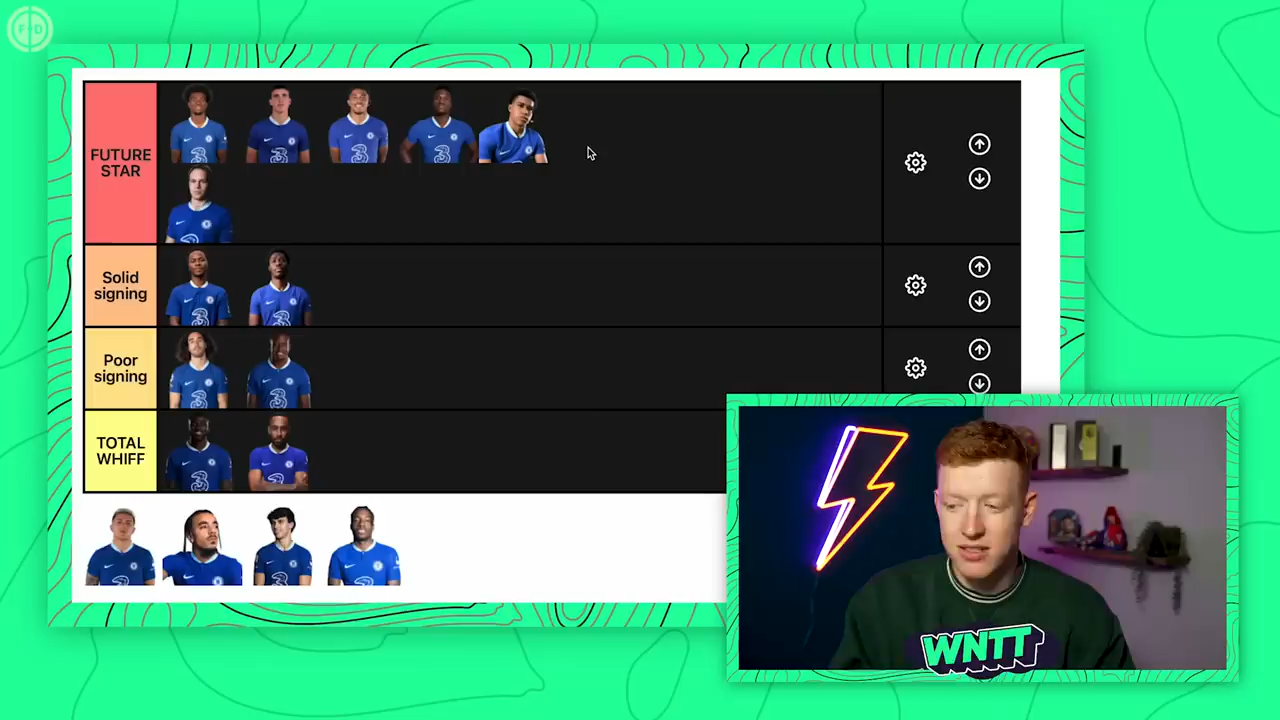 F D
FUTURE
STAR
Solid
signing
Poor
signing
TOTAL
WHIFF
WNTT